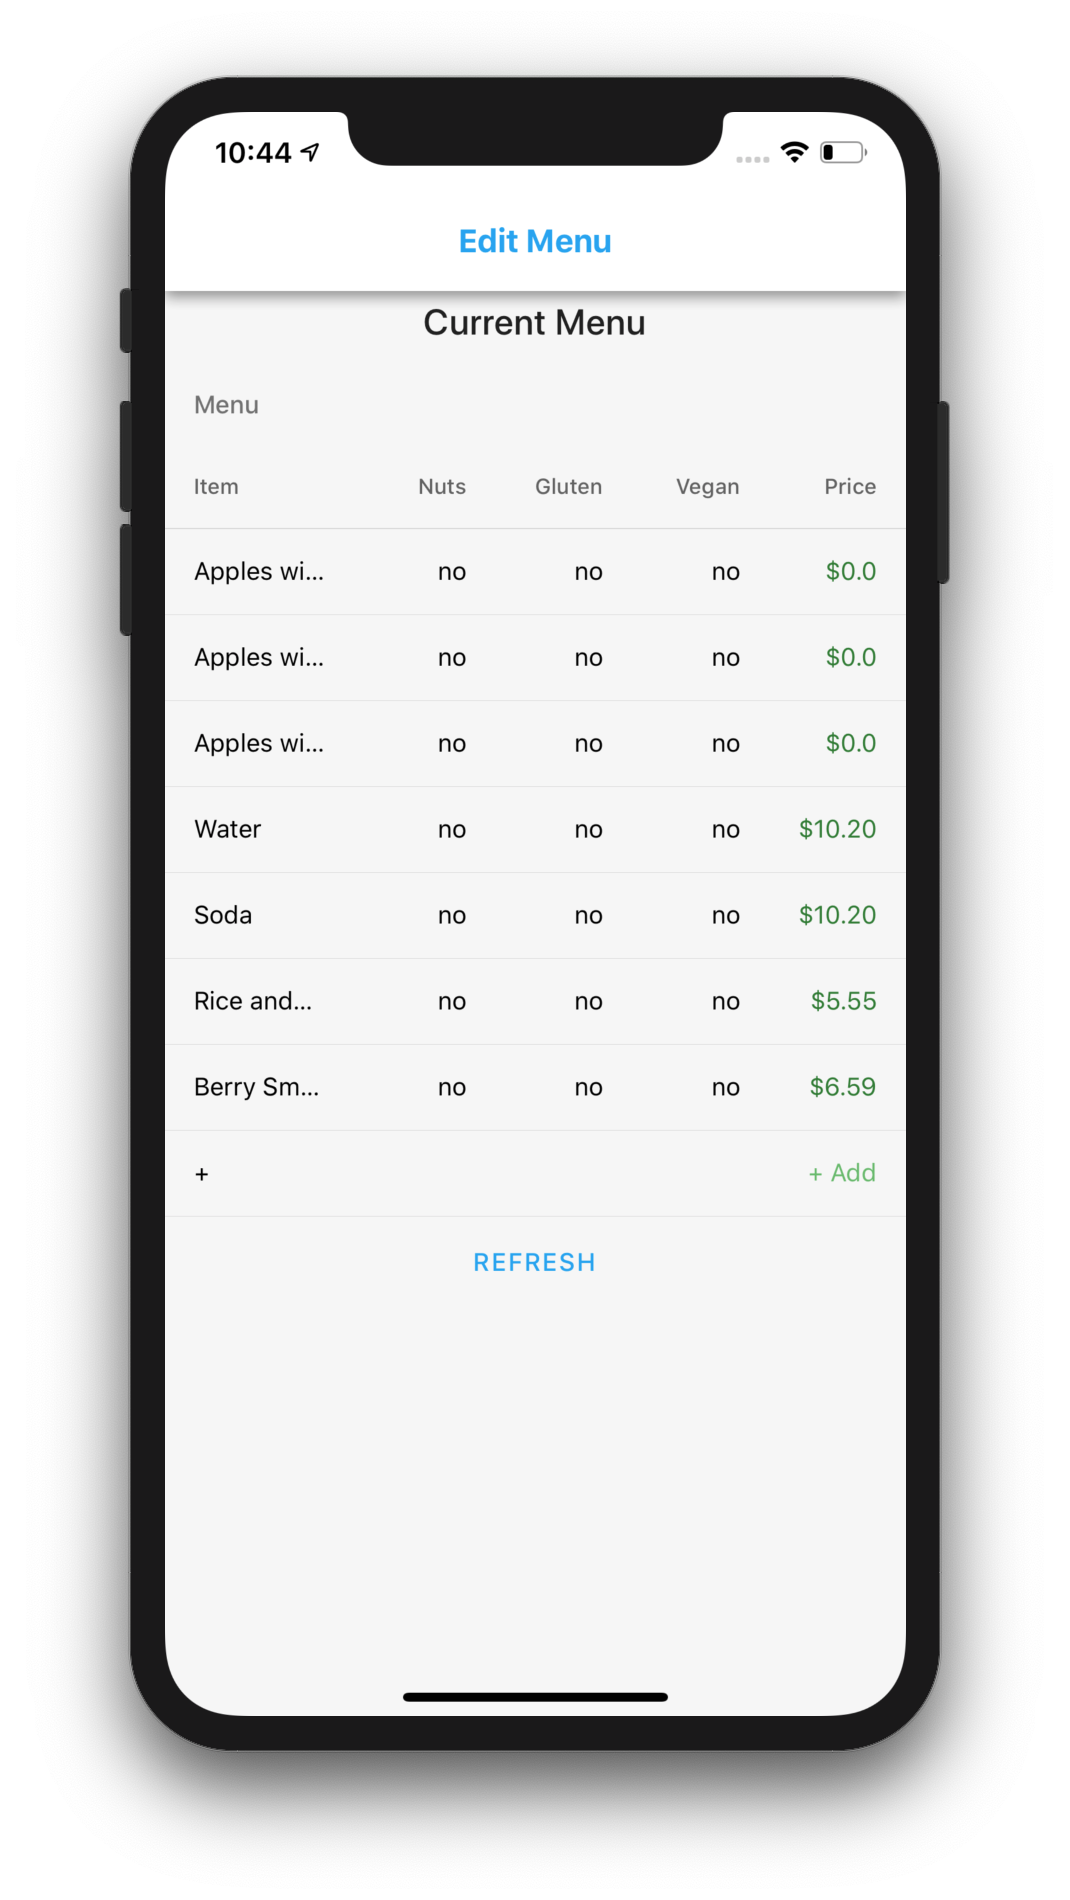 10:44
Edit Menu
Current Menu
Menu
Item Nuts Gluten Vegan Price
Apples wi... no no no $0.0
Apples wi... no no no $0.0
Apples wi... no no no $0.0
Water no no no $10.20
Soda no no no $10.20
Rice and... no no no $5.55
Berry Sm... no no no $6.59
+ + Add
REFRESH